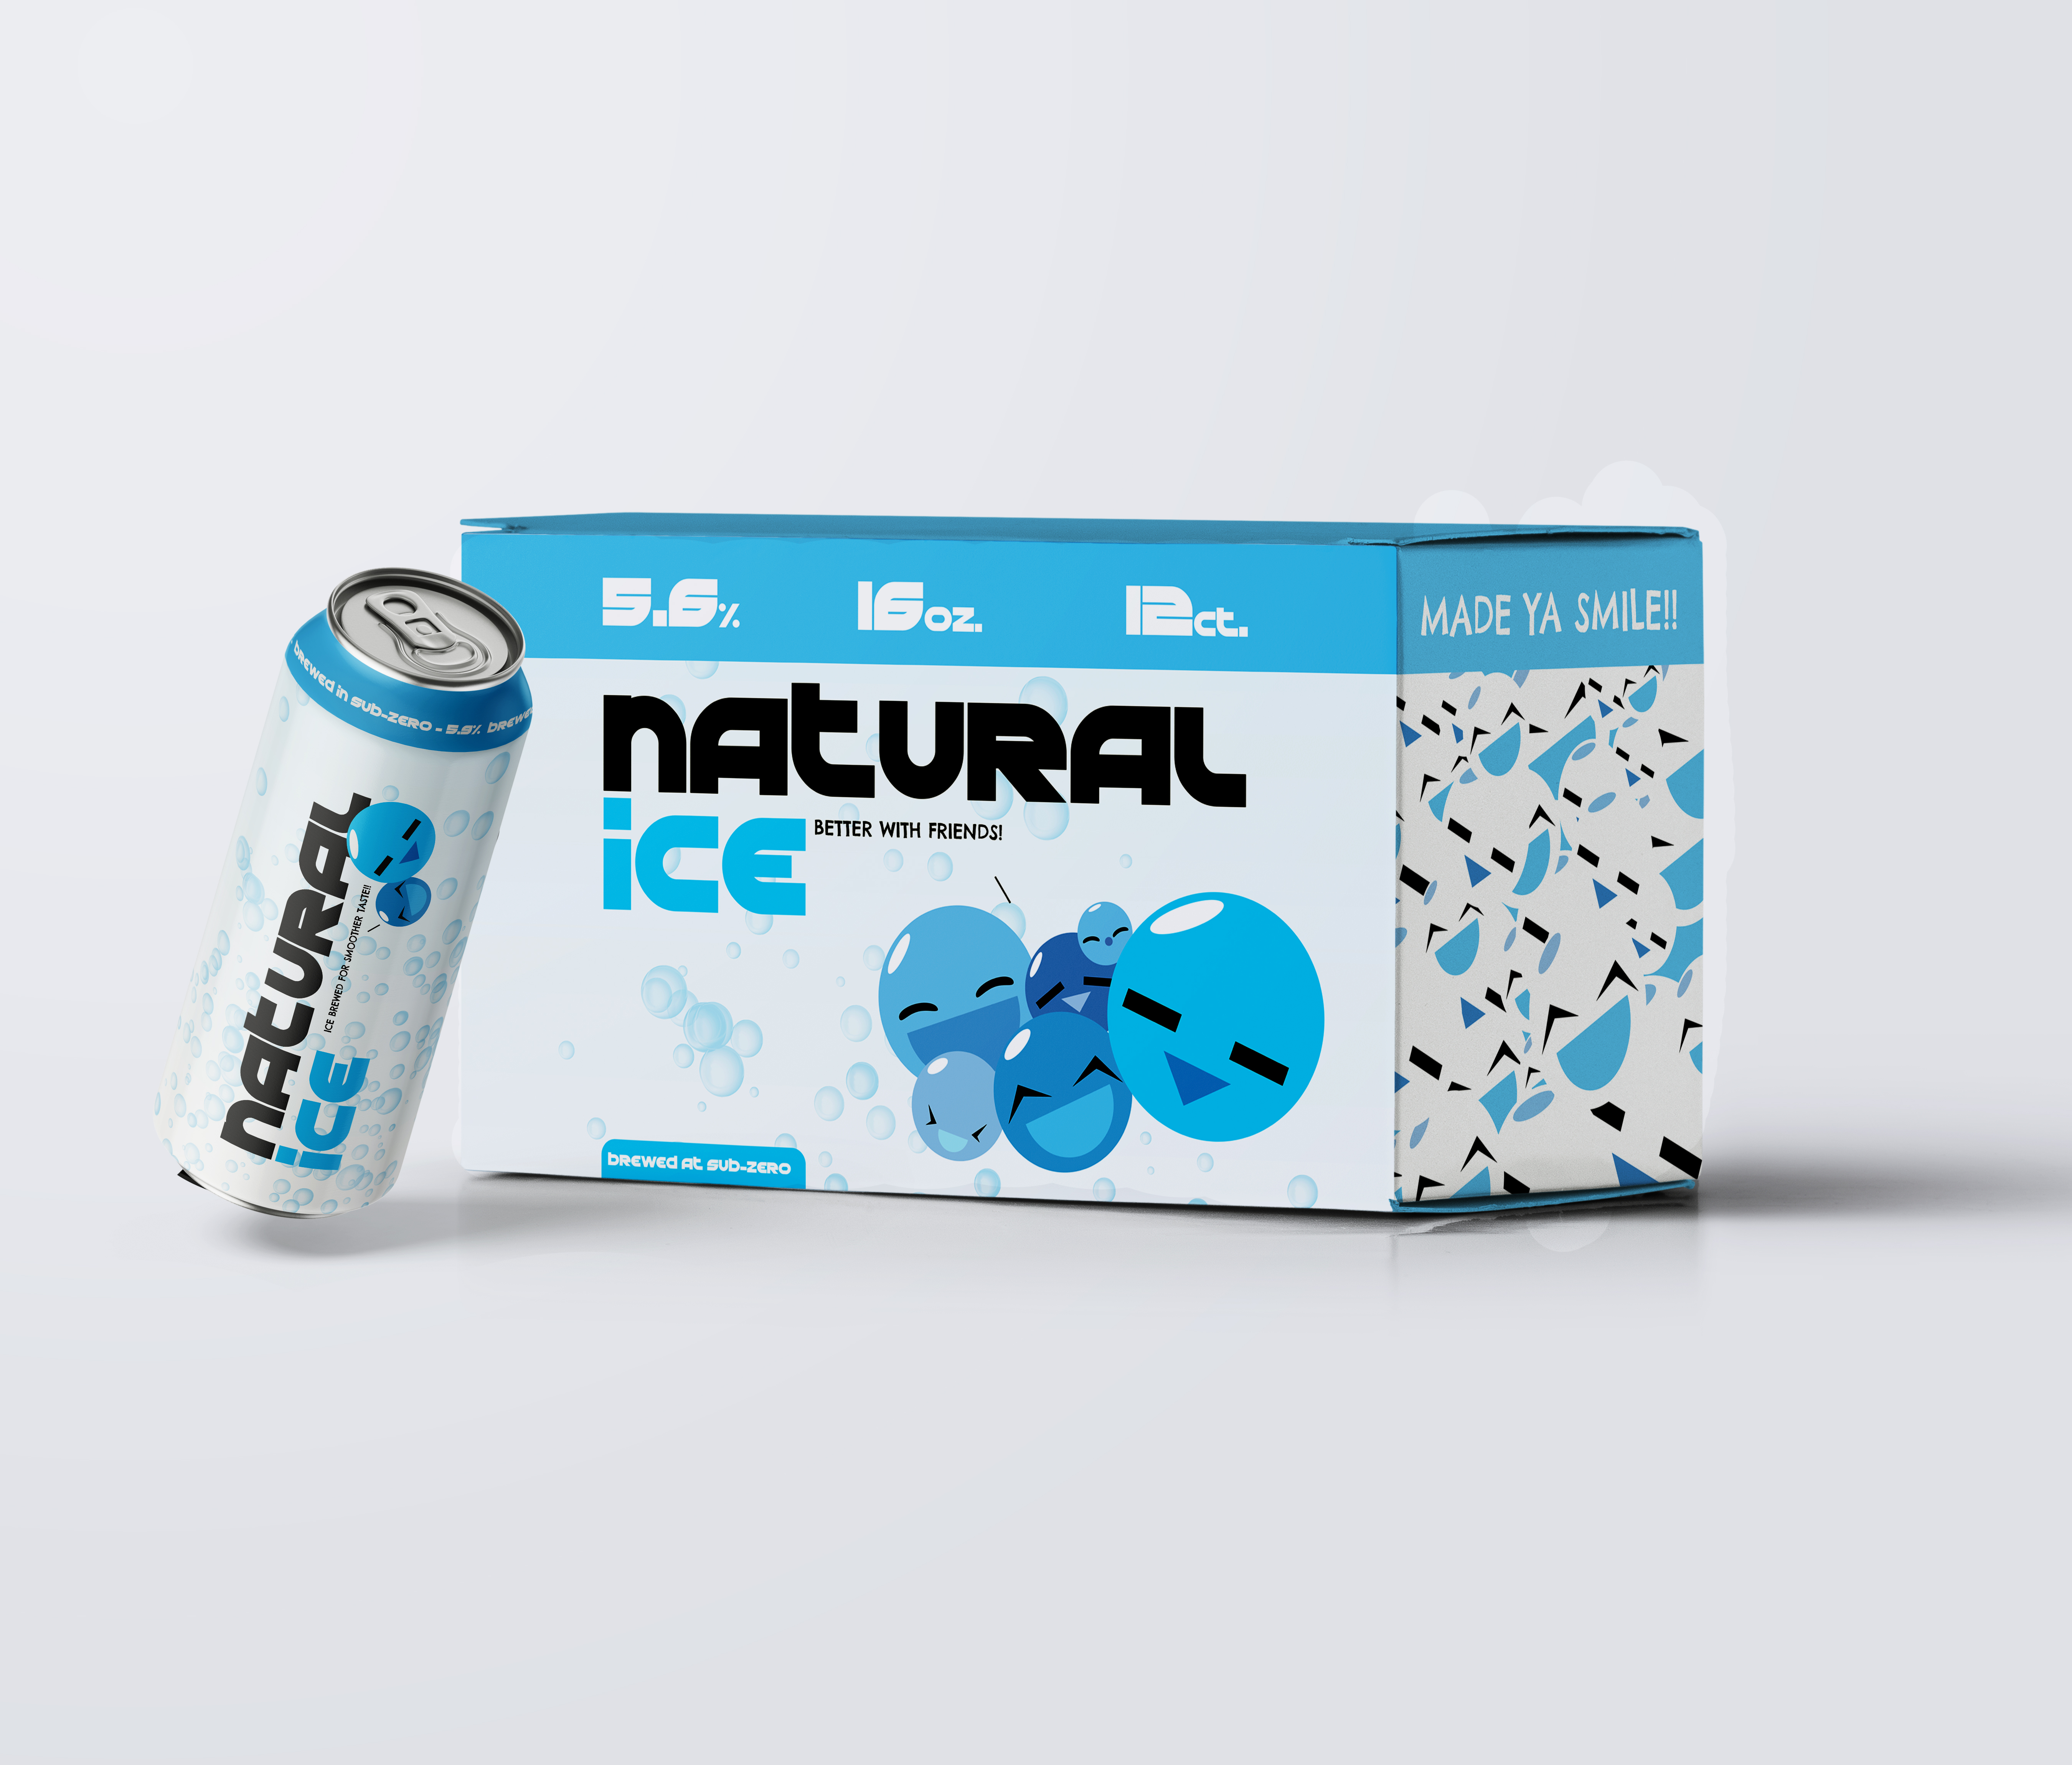 5.6% 16oz. 12ct.
MADE YA SMILE!!
NATURAL
ICE
BETTER WITH FRIENDS!
BREWED AT SUB-ZERO
BREWED IN SUB-ZERO - 5.9% BREWE
NATURAL
ICE
ICE BREWED FOR SMOOTHER TASTE!!